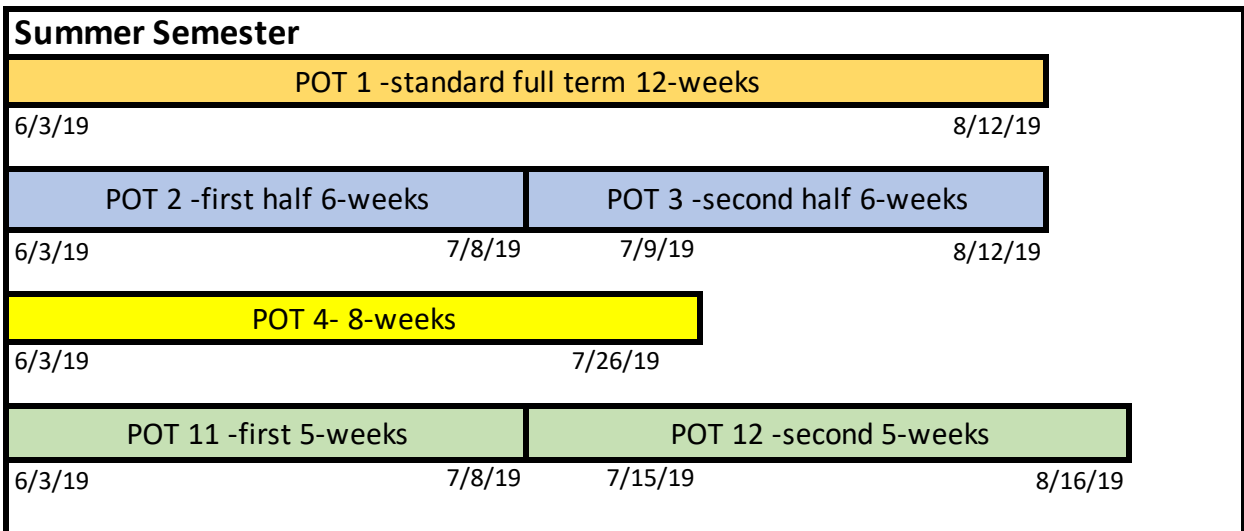 Summer Semester
POT 1 -standard full term 12-weeks
6/3/19 8/12/19
POT 2 -first half 6-weeks POT 3 -second half 6-weeks
6/3/19 7/8/19 7/9/19 8/12/19
POT 4- 8-weeks
6/3/19 7/26/19
POT 11 -first 5-weeks POT 12 -second 5-weeks
6/3/19 7/8/19 7/15/19 8/16/19